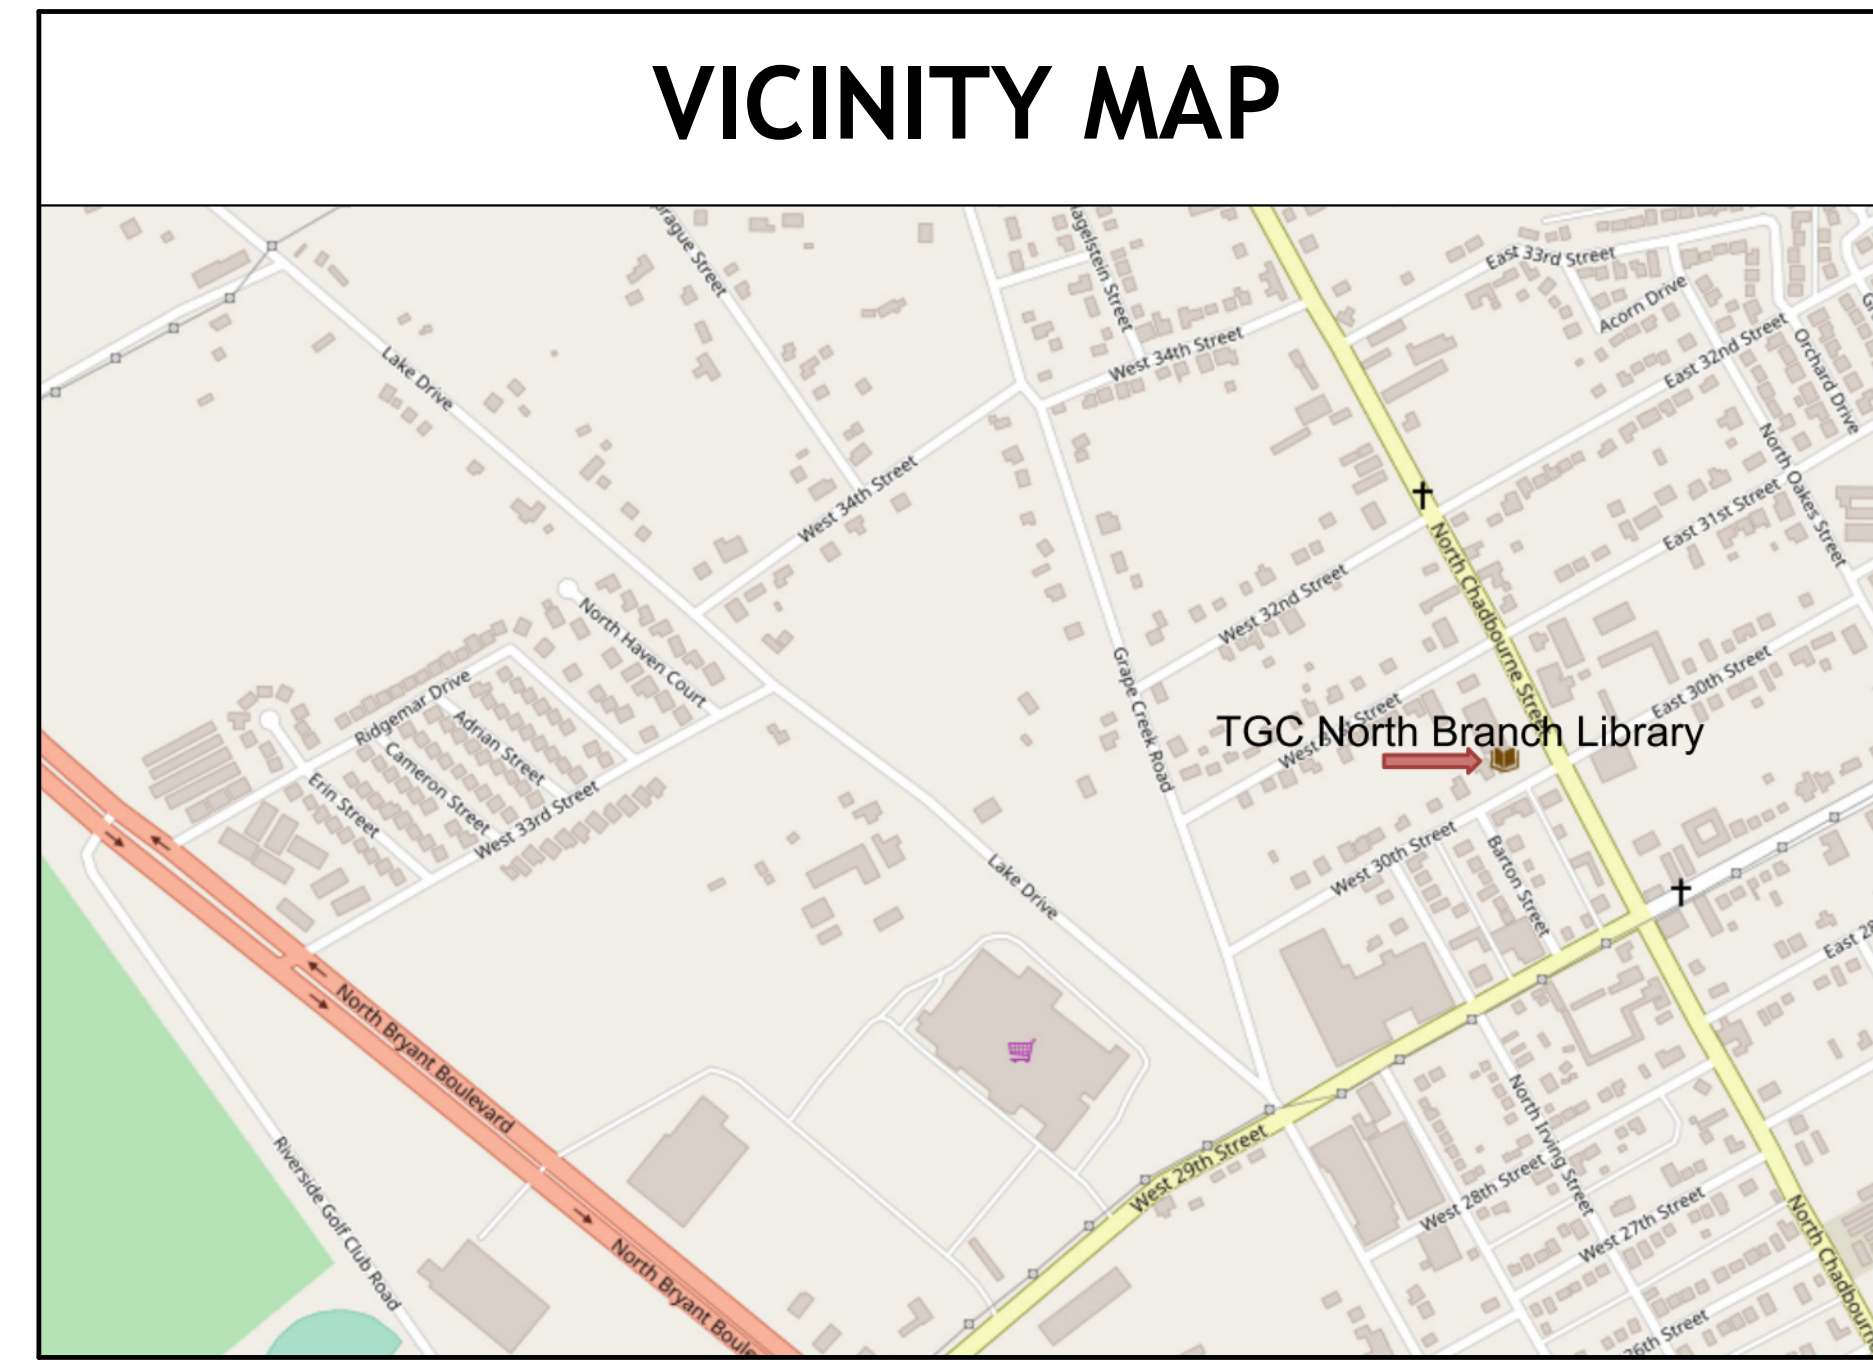 VICINITY MAP
East 33rd Street
Acorn Drive
East 32nd Street
Orchard Drive
West 34th Street
Lake Drive
North Oakes Street
West 34th Street
East 31st Street
North Chadbourne Street
West 32nd Street
North Haven Court
Grape Creek Road
East 30th Street
Ridgemar Drive
Adrian Street
TGC North Branch Library
Cameron Street
Erin Street
West 33rd Street
West 30th Street
Barton Street
Lake Drive
North Bryant Boulevard
West 29th Street
North Irving Street
West 28th Street
West 27th Street
Riverside Golf Club Road
North Bryant
North
26th Street